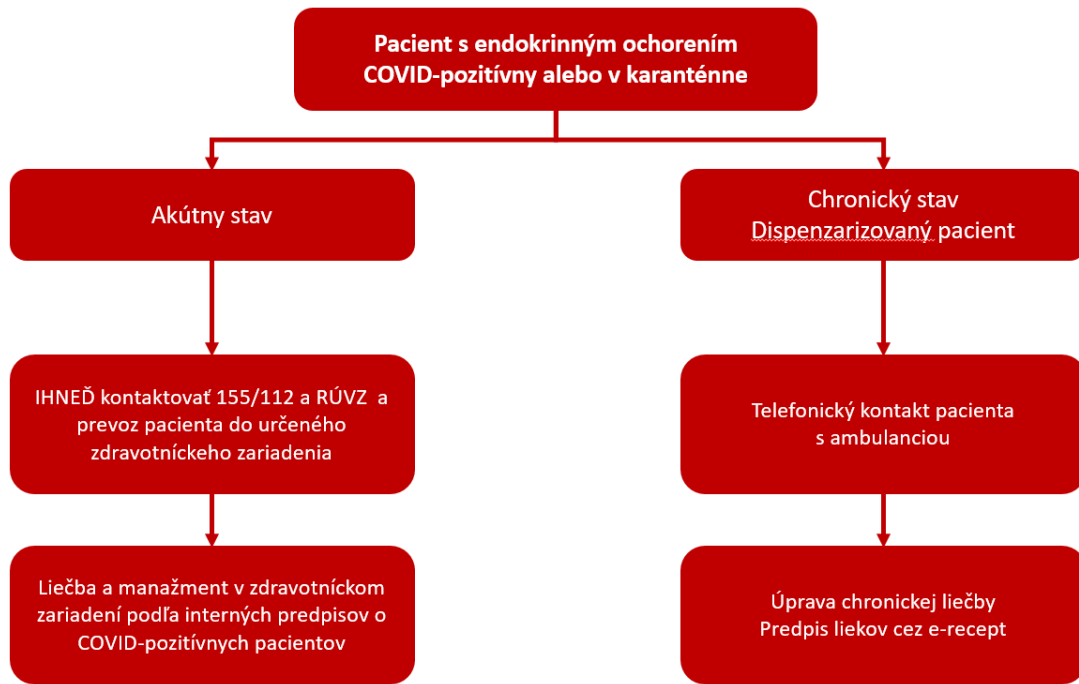 Pacient s endokrinným ochorením
COVID-pozitívny alebo v karanténne
Akútny stav
Chronický stav
Dispenzarizovaný pacient
IHNEĎ kontaktovať 155/112 a RÚVZ a
prevoz pacienta do určeného
zdravotníckeho zariadenia
Telefonický kontakt pacienta
s ambulanciou
Liečba a manažment v zdravotníckom
zariadení podľa interných predpisov o
COVID-pozitívnych pacientov
Úprava chronickej liečby
Predpis liekov cez e-recept